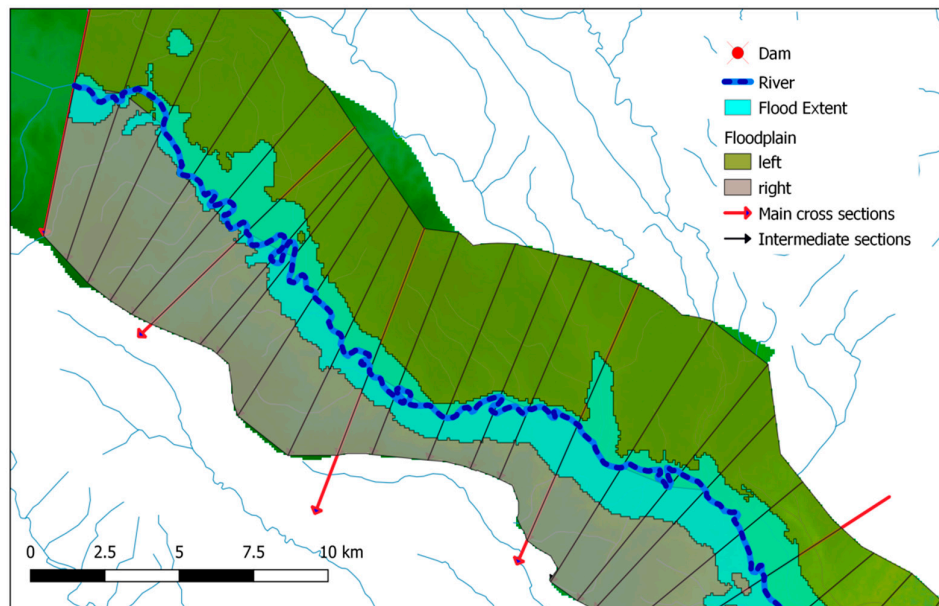 Dam
River
Flood Extent
Floodplain
left
right
Main cross sections
Intermediate sections
0 2.5 5 7.5 10 km